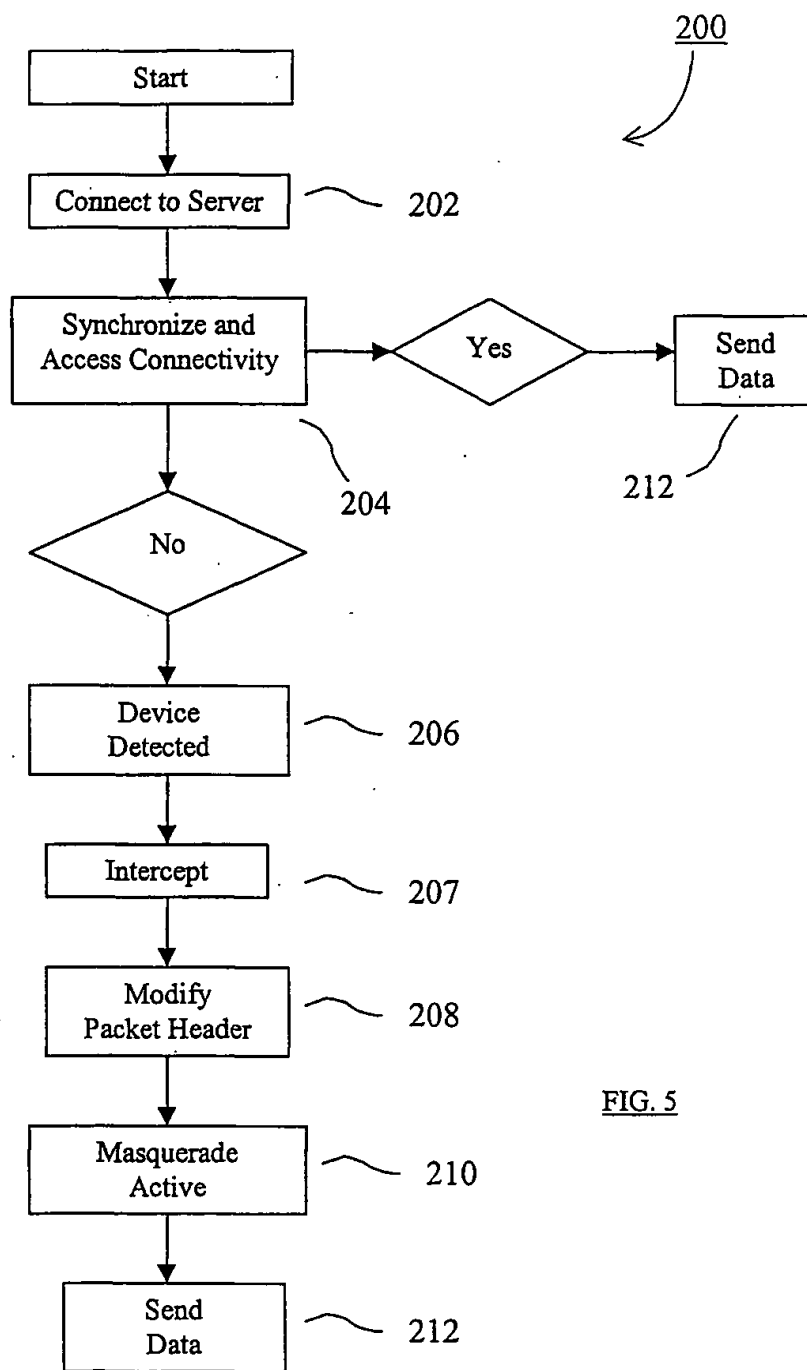 200
Start
Connect to Server
202
Synchronize and
Access Connectivity
Yes
Send
Data
204
212
No
Device
Detected
206
Intercept
207
Modify
Packet Header
208
FIG. 5
Masquerade
Active
210
Send
Data
212